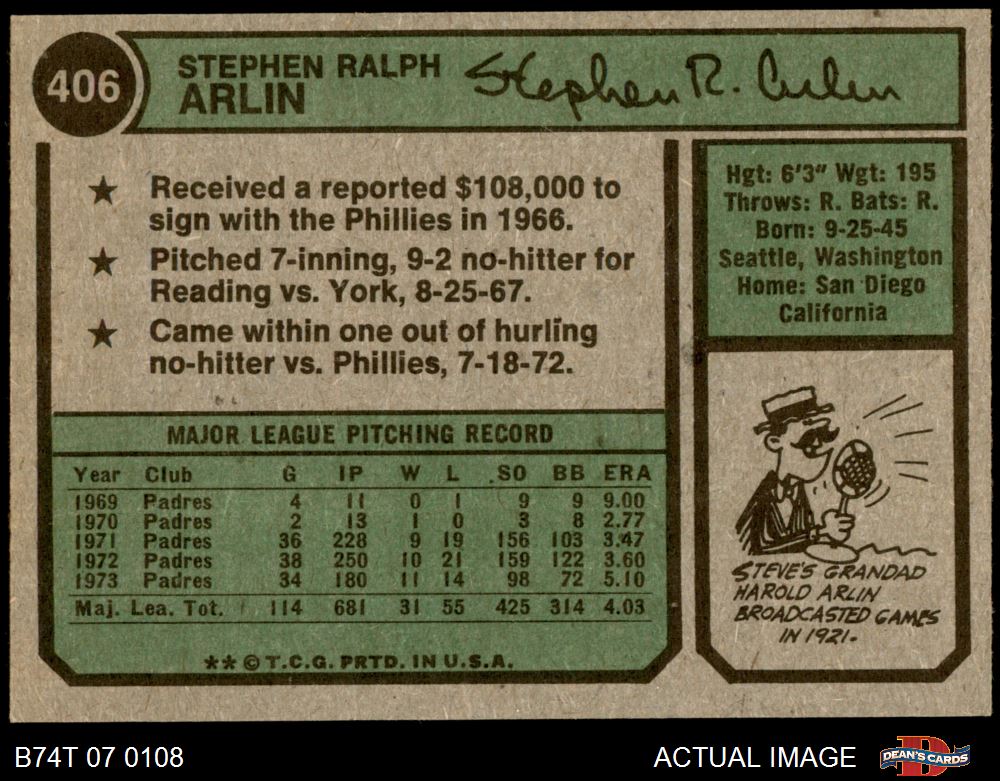 406
STEPHEN RALPH
ARLIN
Stephen R. Arlin
★ Received a reported $108,000 to
sign with the Phillies in 1966.
★ Pitched 7-inning, 9-2 no-hitter for
Reading vs. York, 8-25-67.
★ Came within one out of hurling
no-hitter vs. Phillies, 7-18-72.
Hgt: 6'3" Wgt: 195
Throws: R. Bats: R.
Born: 9-25-45
Seattle, Washington
Home: San Diego
California
MAJOR LEAGUE PITCHING RECORD
Year Club G IP W L SO BB ERA
1969 Padres 4 11 0 1 9 9 9.00
1970 Padres 2 13 1 0 3 8 2.77
1971 Padres 36 228 9 19 156 103 3.47
1972 Padres 38 250 10 21 159 122 3.60
1973 Padres 34 180 11 14 98 72 5.10
Maj. Lea. Tot. 114 681 31 55 425 314 4.03
** © T.C.G. PRTD. IN U.S.A.
STEVE'S GRANDAD
HAROLD ARLIN
BROADCASTED GAMES
IN 1921.
B74T 07 0108
ACTUAL IMAGE
DEAN'S CARDS